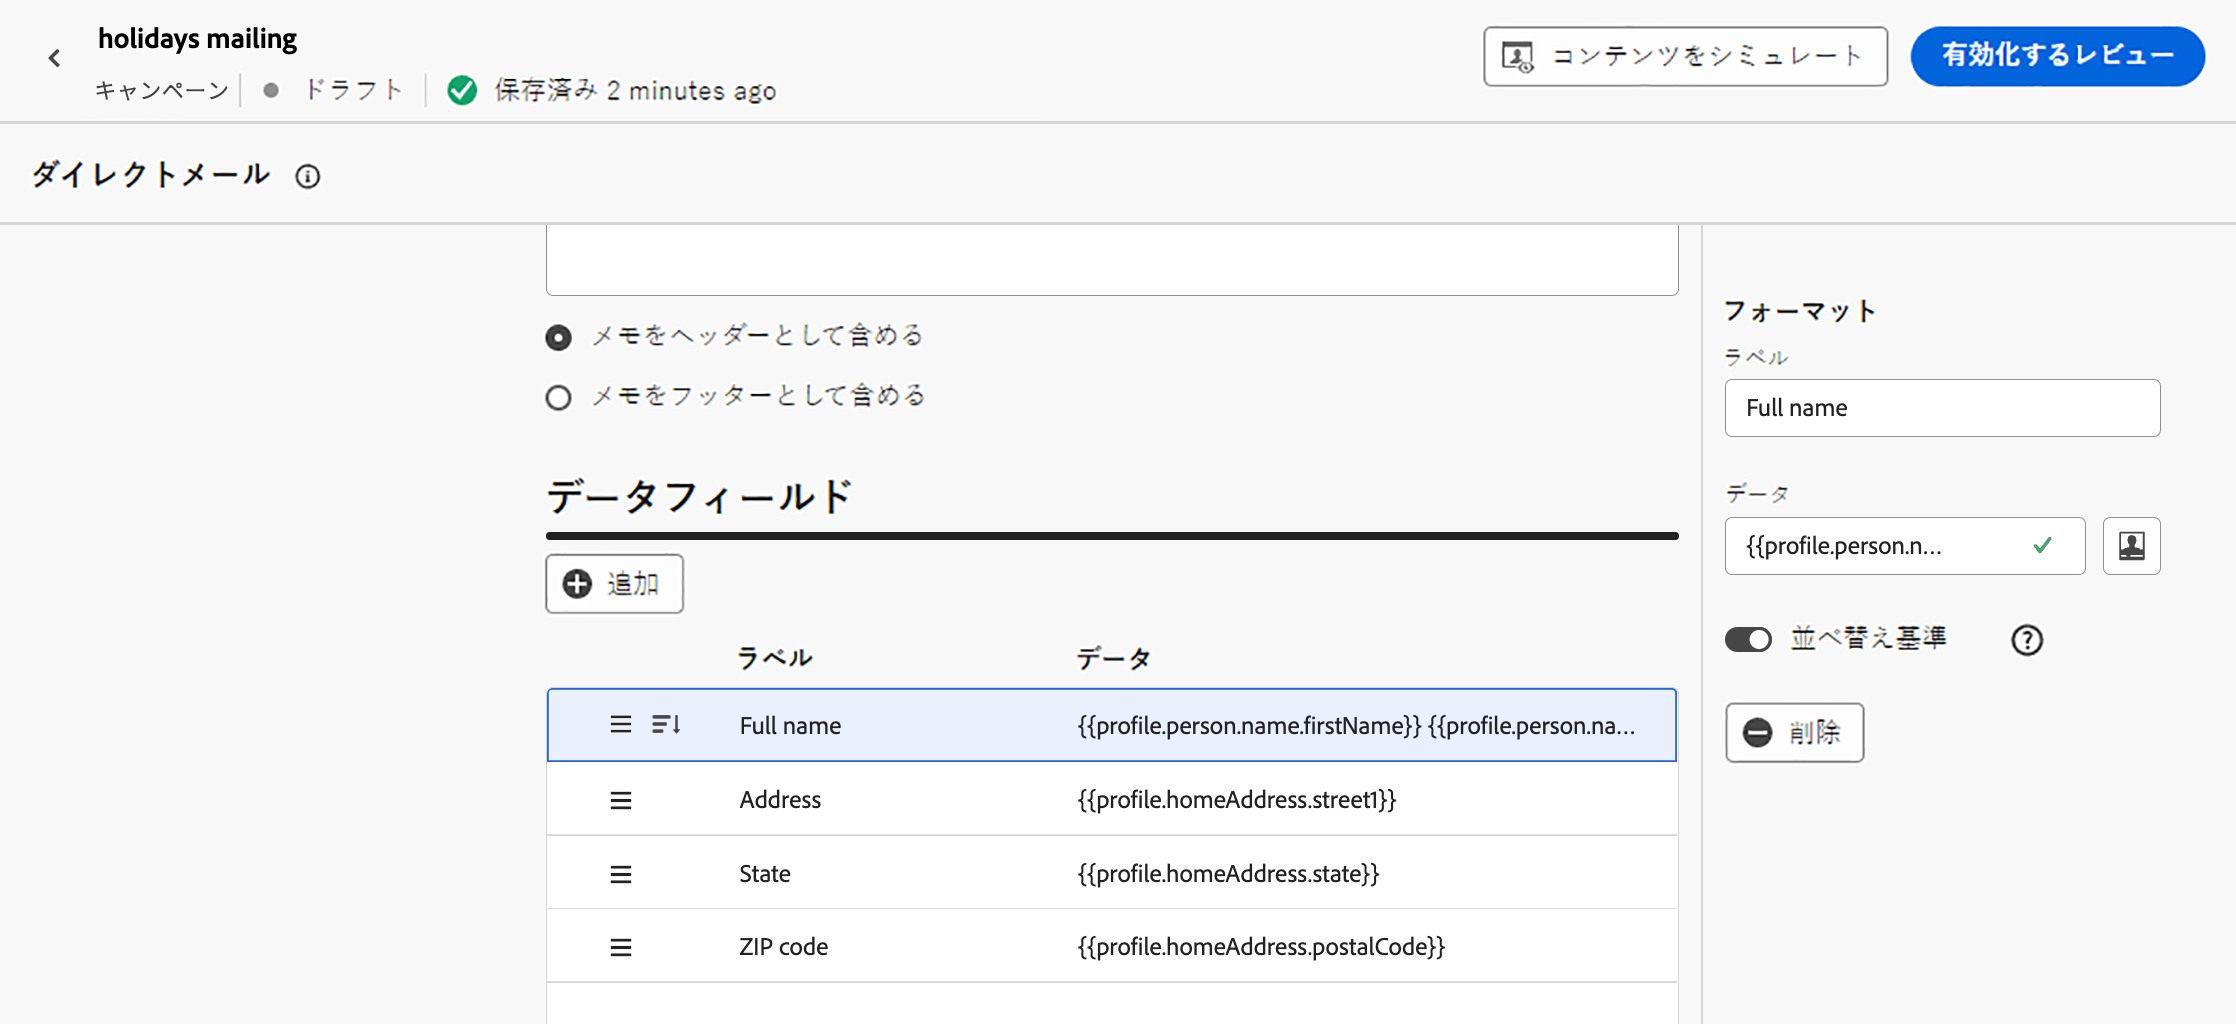 holidays mailing
キャンペーン ドラフト 保存済み 2 minutes ago
コンテンツをシミュレート
有効化するレビュー
ダイレクトメール
メモをヘッダーとして含める
メモをフッターとして含める
データフィールド
追加
ラベル データ
Full name {{profile.person.name.firstName}} {{profile.person.na...
Address {{profile.homeAddress.street1}}
State {{profile.homeAddress.state}}
ZIP code {{profile.homeAddress.postalCode}}
フォーマット
ラベル
Full name
データ
{{profile.person.n...
並べ替え基準
削除